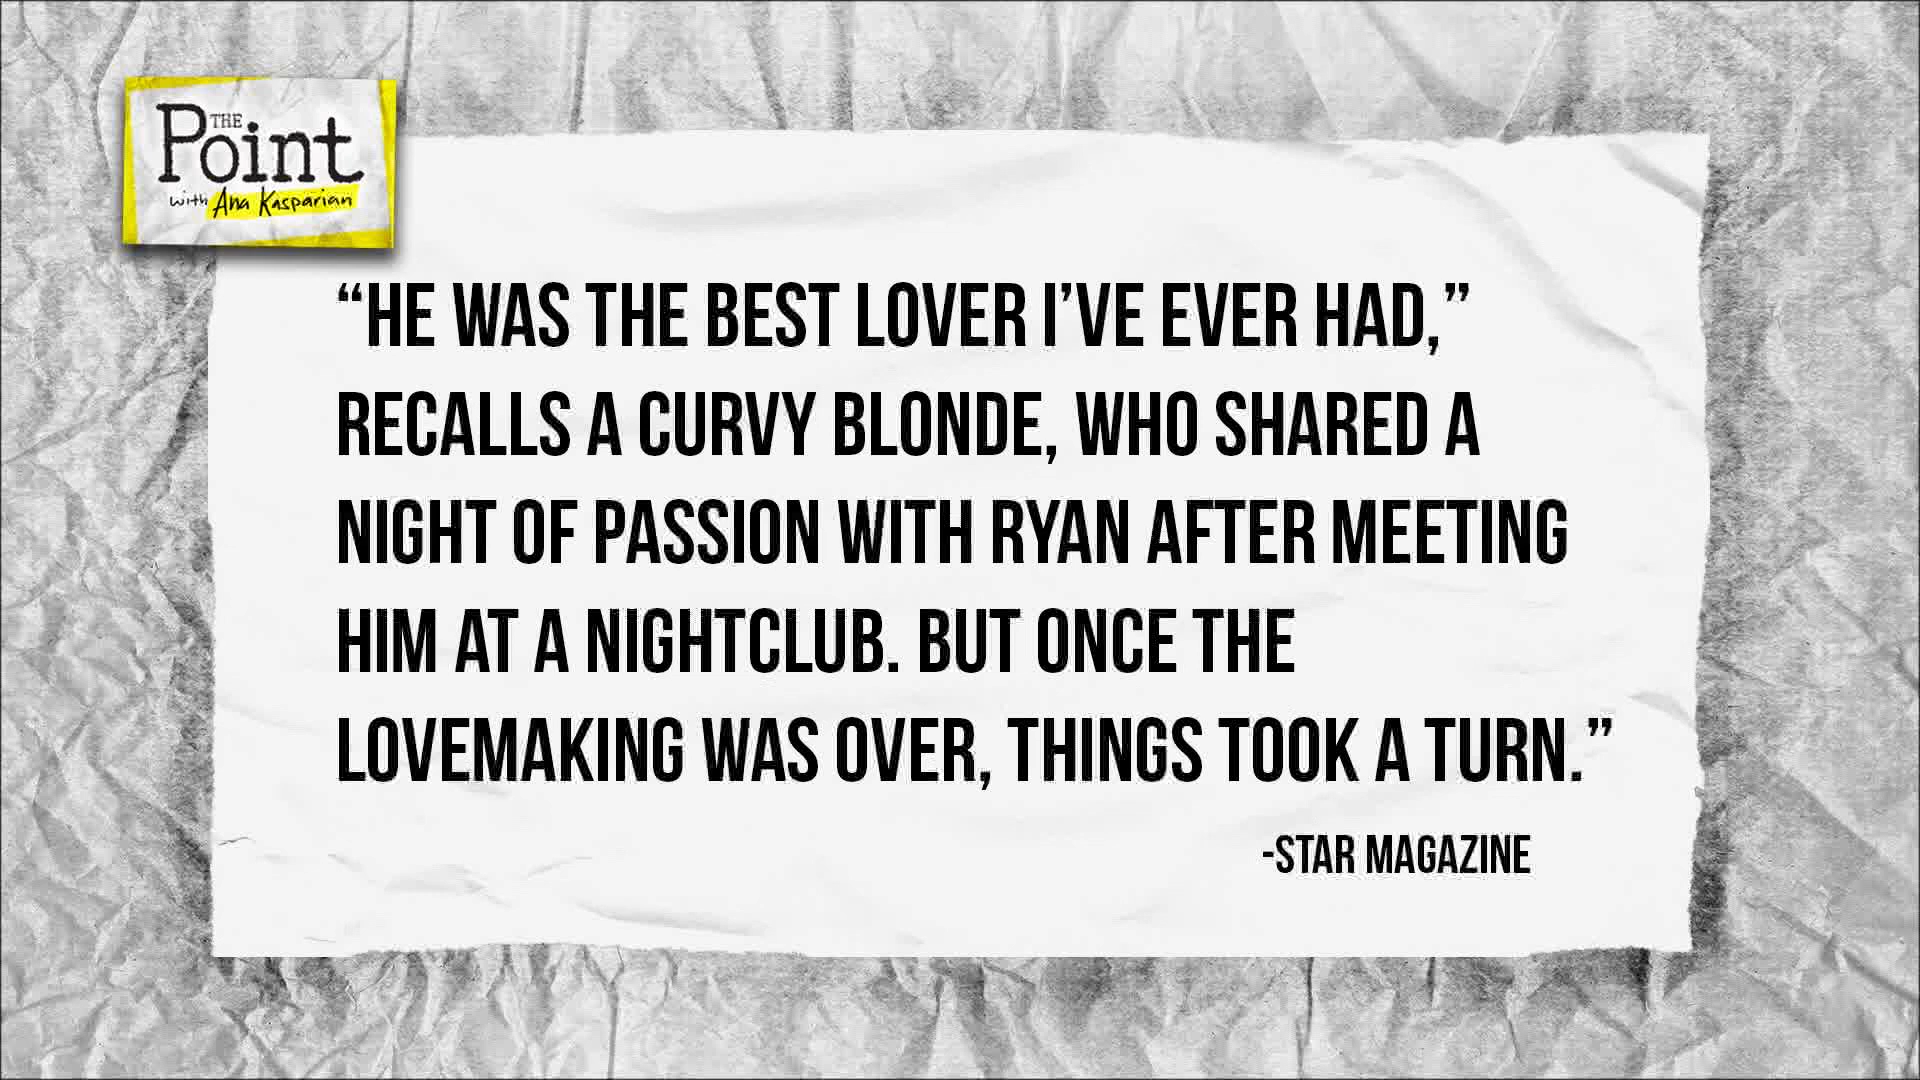 THE
Point
with Ana Kasparian
“HE WAS THE BEST LOVER I’VE EVER HAD,”
RECALLS A CURVY BLONDE, WHO SHARED A
NIGHT OF PASSION WITH RYAN AFTER MEETING
HIM AT A NIGHTCLUB. BUT ONCE THE
LOVEMAKING WAS OVER, THINGS TOOK A TURN.”
-STAR MAGAZINE